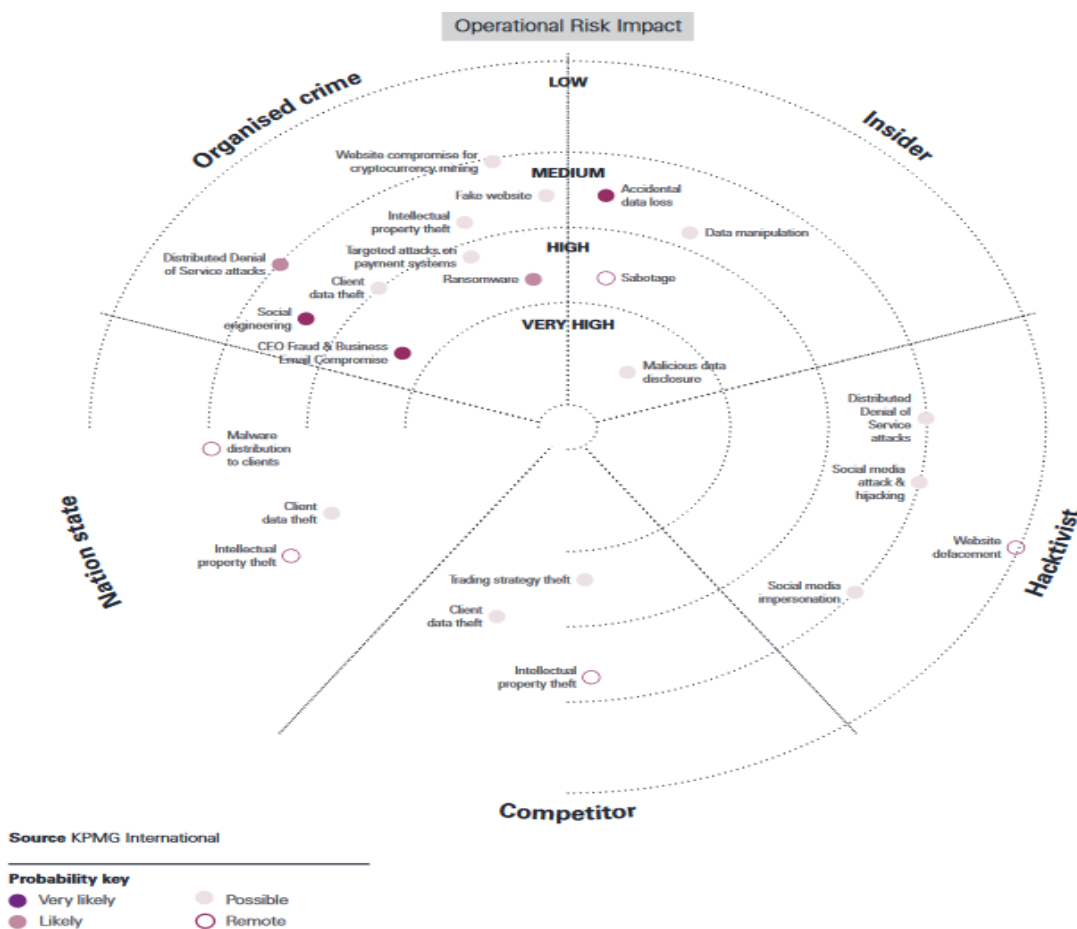 Operational Risk Impact
Organised crime
LOW
Insider
Website compromise for
cryptocurrency mining
MEDIUM
Fake website
Accidental
data loss
Intellectual
property theft
Data manipulation
HIGH
Distributed Denial
of Service attacks
Targeted attacks on
payment systems
Client
data theft
Ransomware
Sabotage
Social
engineering
VERY HIGH
CEO Fraud & Business
Email Compromise
Malicious data
disclosure
Distributed
Denial of
Service
attacks
Malware
distribution
to clients
Social media
attack &
hijacking
Nation state
Client
data theft
Intellectual
property theft
Website
defacement
Hacktivist
Trading strategy theft
Social media
impersonation
Client
data theft
Intellectual
property theft
Competitor
Source KPMG International
Probability key
Very likely
Possible
Likely
Remote